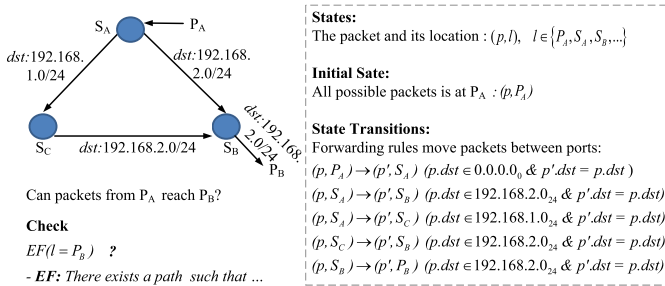 S_A
P_A
dst:192.168.
1.0/24
192.168.
2.0/24
dst:192.168.
2.0/24
S_C
dst:192.168.2.0/24
S_B
P_B
Can packets from P_A reach P_B?
Check
EF(l = P_B) ?
- EF: There exists a path such that …
States:
The packet and its location : (p,l), l∈{P_A,S_A,S_B,...}
Initial Sate:
All possible packets is at P_A : (p,P_A)
State Transitions:
Forwarding rules move packets between ports:
(p, P_A) → (p', S_A) (p.dst ∈ 0.0.0.0_0 & p'.dst = p.dst )
(p, S_A) → (p', S_B) (p.dst ∈ 192.168.2.0_24 & p'.dst = p.dst)
(p, S_A) → (p', S_C) (p.dst ∈ 192.168.1.0_24 & p'.dst = p.dst)
(p, S_C) → (p', S_B) (p.dst ∈ 192.168.2.0_24 & p'.dst = p.dst)
(p, S_B) → (p', P_B) (p.dst ∈ 192.168.2.0_24 & p'.dst = p.dst)